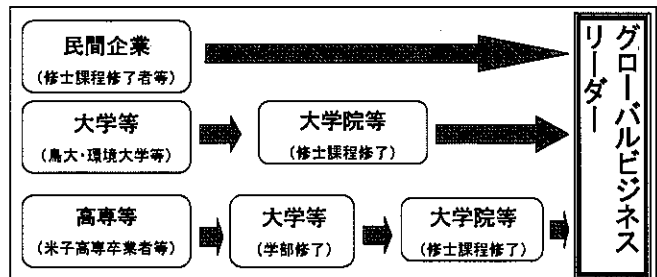 民間企業
(修士課程修了者等)
大学等
(鳥大・環境大学等)
大学院等
(修士課程修了)
高専等
(米子高専卒業者等)
大学等
(学部修了)
大学院等
(修士課程修了)
グローバルビジネス
リーダー